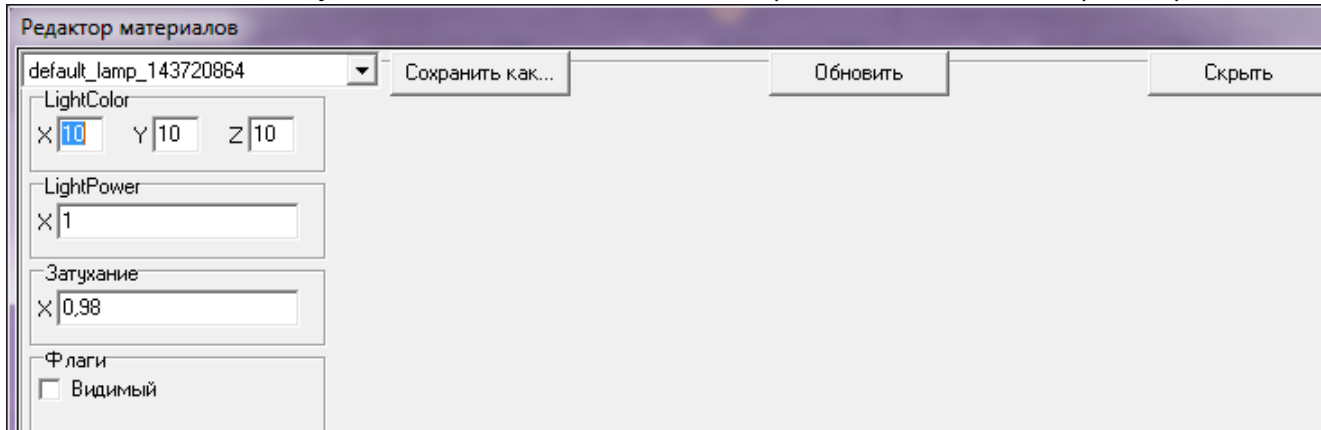 Редактор материалов
default_lamp_143720864 Сохранить как... Обновить Скрыть
LightColor
X 10 Y 10 Z 10
LightPower
X 1
Затухание
X 0,98
Флаги
Видимый